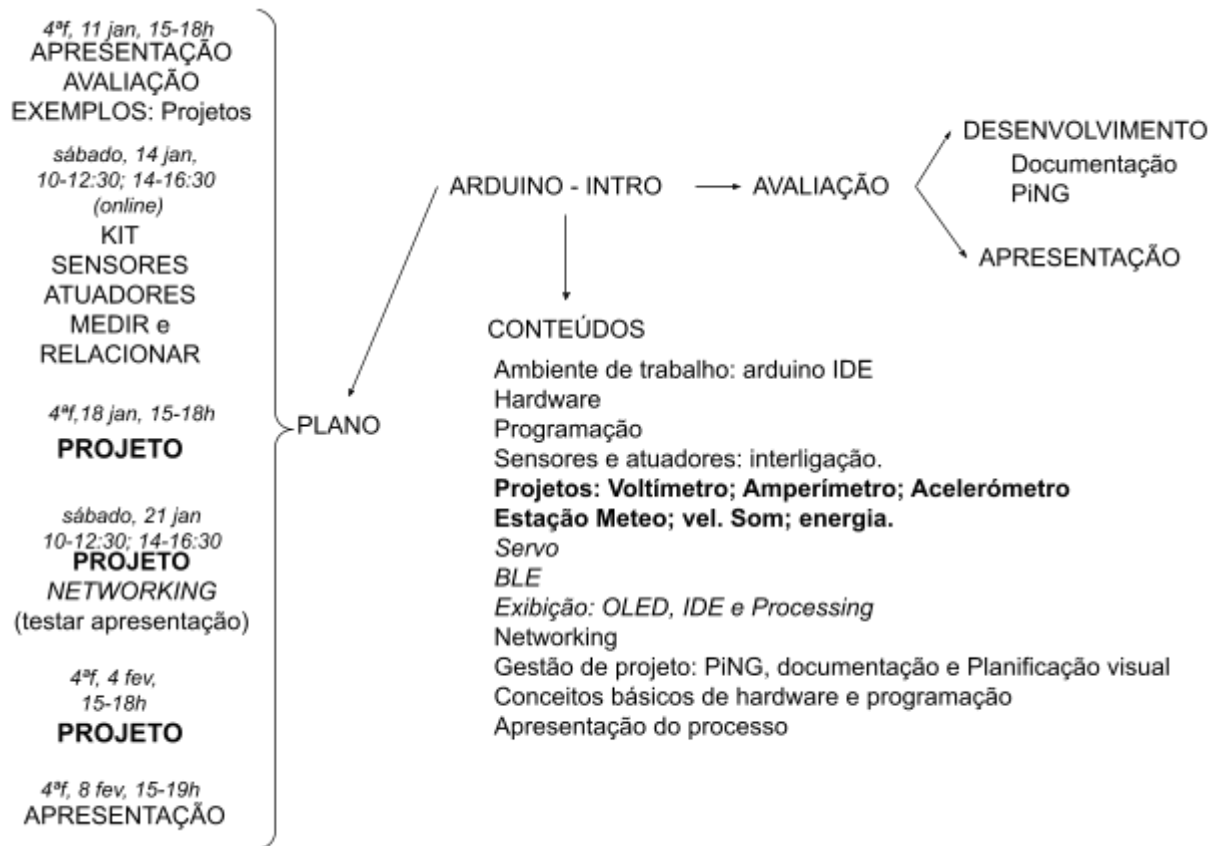 4ªf, 11 jan, 15-18h
APRESENTAÇÃO
AVALIAÇÃO
EXEMPLOS: Projetos
sábado, 14 jan,
10-12:30; 14-16:30
(online)
KIT
SENSORES
ATUADORES
MEDIR e
RELACIONAR
4ªf,18 jan, 15-18h
PROJETO
sábado, 21 jan
10-12:30; 14-16:30
PROJETO
NETWORKING
(testar apresentação)
4ªf, 4 fev,
15-18h
PROJETO
4ªf, 8 fev, 15-19h
APRESENTAÇÃO
PLANO
ARDUINO - INTRO
AVALIAÇÃO
DESENVOLVIMENTO
Documentação
PiNG
APRESENTAÇÃO
CONTEÚDOS
Ambiente de trabalho: arduino IDE
Hardware
Programação
Sensores e atuadores: interligação.
Projetos: Voltímetro; Amperímetro; Acelerómetro
Estação Meteo; vel. Som; energia.
Servo
BLE
Exibição: OLED, IDE e Processing
Networking
Gestão de projeto: PiNG, documentação e Planificação visual
Conceitos básicos de hardware e programação
Apresentação do processo